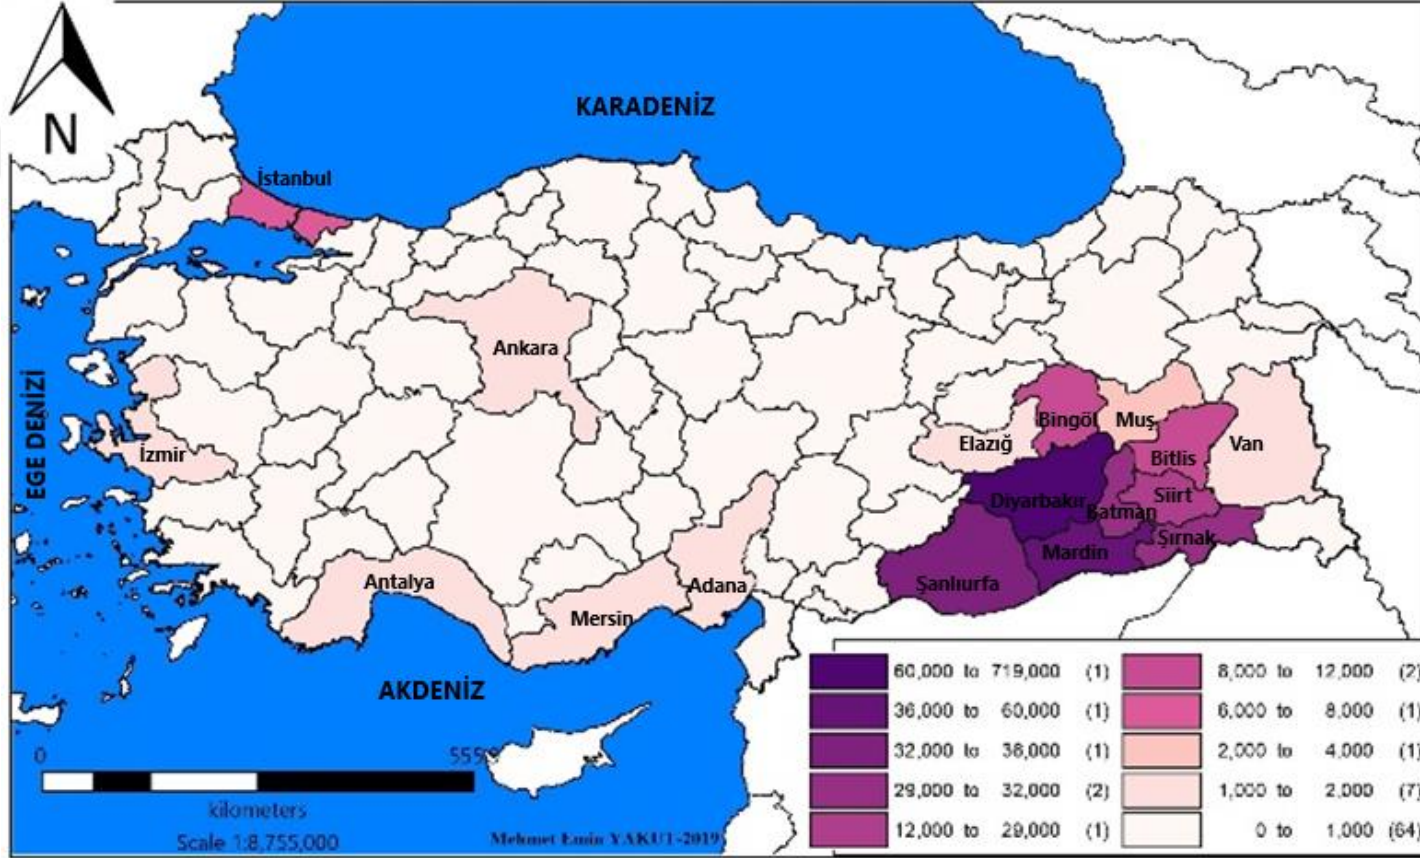 KARADENİZ
N
İstanbul
Ankara
EGE DENİZİ
İzmir
Bingöl
Muş
Elazığ
Van
Bitlis
Siirt
Diyarbakır
Batman
Şırnak
Mardin
Şanlıurfa
Antalya
Adana
Mersin
AKDENİZ
60,000 to 719,000 (1)
36,000 to 60,000 (1)
32,000 to 36,000 (1)
29,000 to 32,000 (2)
12,000 to 29,000 (1)
8,000 to 12,000 (2)
6,000 to 8,000 (1)
2,000 to 4,000 (1)
1,000 to 2,000 (7)
0 to 1,000 (64)
0
kilometers
Scale 1:8,755,000
Mehmet Emin YAKUT-2019